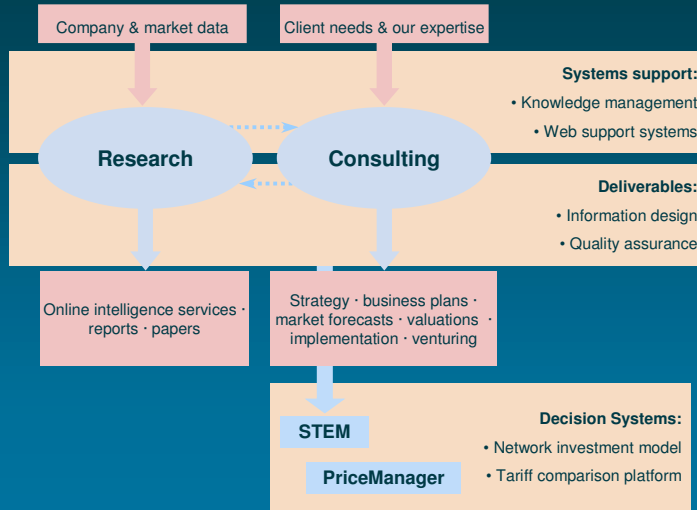 Company & market data
Client needs & our expertise
Systems support:
• Knowledge management
• Web support systems
Research
Consulting
Deliverables:
• Information design
• Quality assurance
Online intelligence services ·
reports · papers
Strategy · business plans ·
market forecasts · valuations ·
implementation · venturing
Decision Systems:
STEM
• Network investment model
PriceManager
• Tariff comparison platform